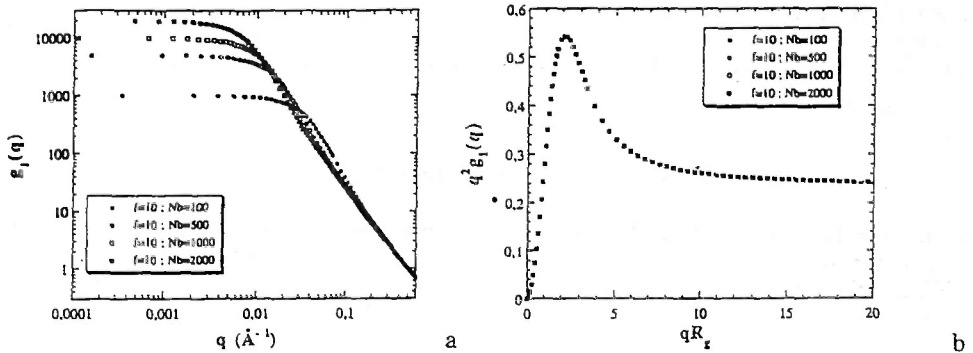 10000
1000
100
10
1
g₁(q)
f=10 ; Nb=100
f=10 ; Nb=500
f=10 ; Nb=1000
f=10 ; Nb=2000
0,0001 0,001 0,01 0,1
q (Å⁻¹)
a
0,6
0,5
0,4
0,3
0,2
0,1
0
q²g₁(q)
f=10 ; Nb=100
f=10 ; Nb=500
f=10 ; Nb=1000
f=10 ; Nb=2000
0 5 10 15 20
qR_g
b